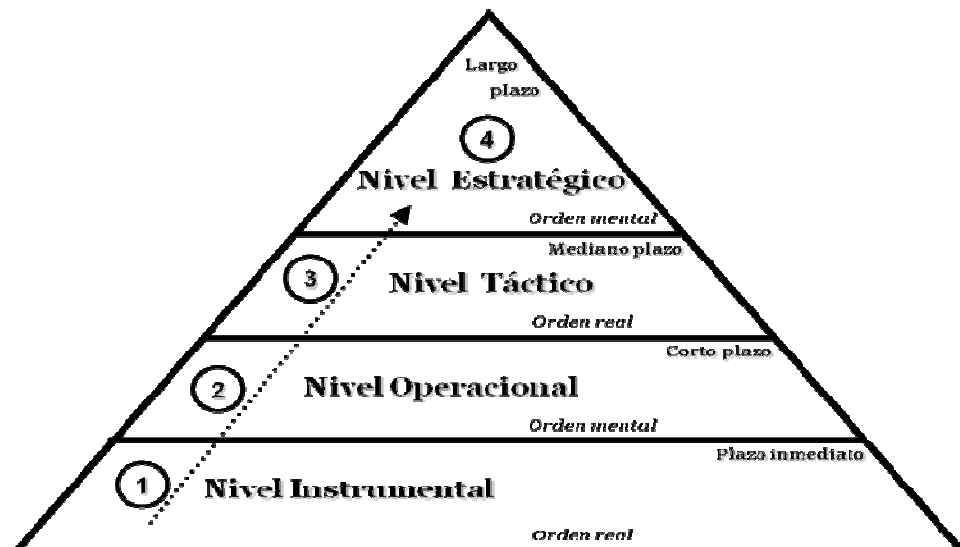 Largo
plazo
4
Nivel Estratégico
Orden mental
Mediano plazo
3
Nivel Táctico
Orden real
Corto plazo
2
Nivel Operacional
Orden mental
Plazo inmediato
1
Nivel Instrumental
Orden real